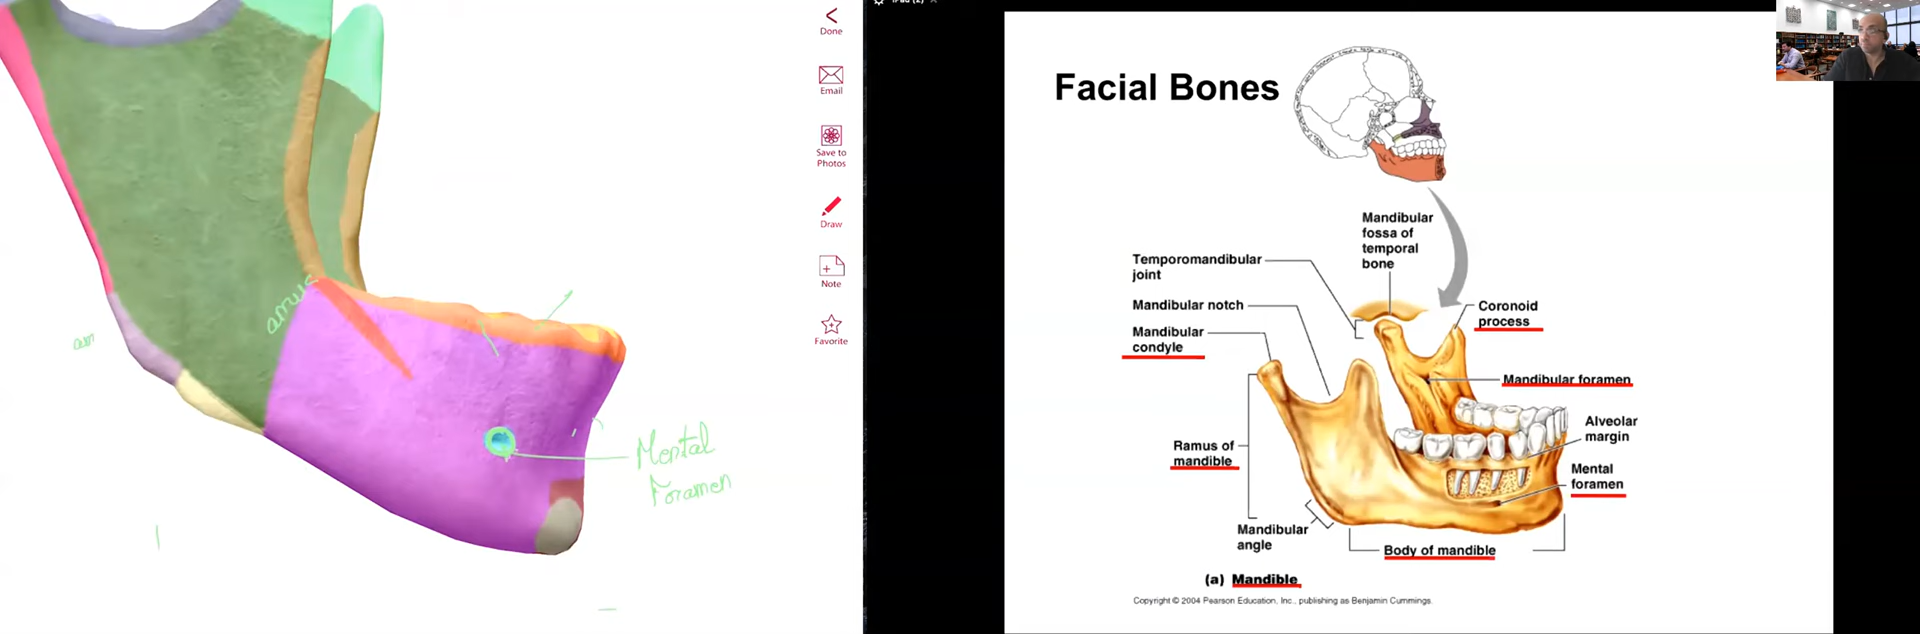 Done
Email
Save to
Photos
Draw
Note
Favorite
Mental
Foramen
Facial Bones
Mandibular
fossa of
temporal
bone
Temporomandibular
joint
Mandibular notch
Mandibular
condyle
Coronoid
process
Mandibular foramen
Alveolar
margin
Ramus of
mandible
Mental
foramen
Mandibular
angle
Body of mandible
(a) Mandible
Copyright © 2004 Pearson Education, Inc., publishing as Benjamin Cummings.